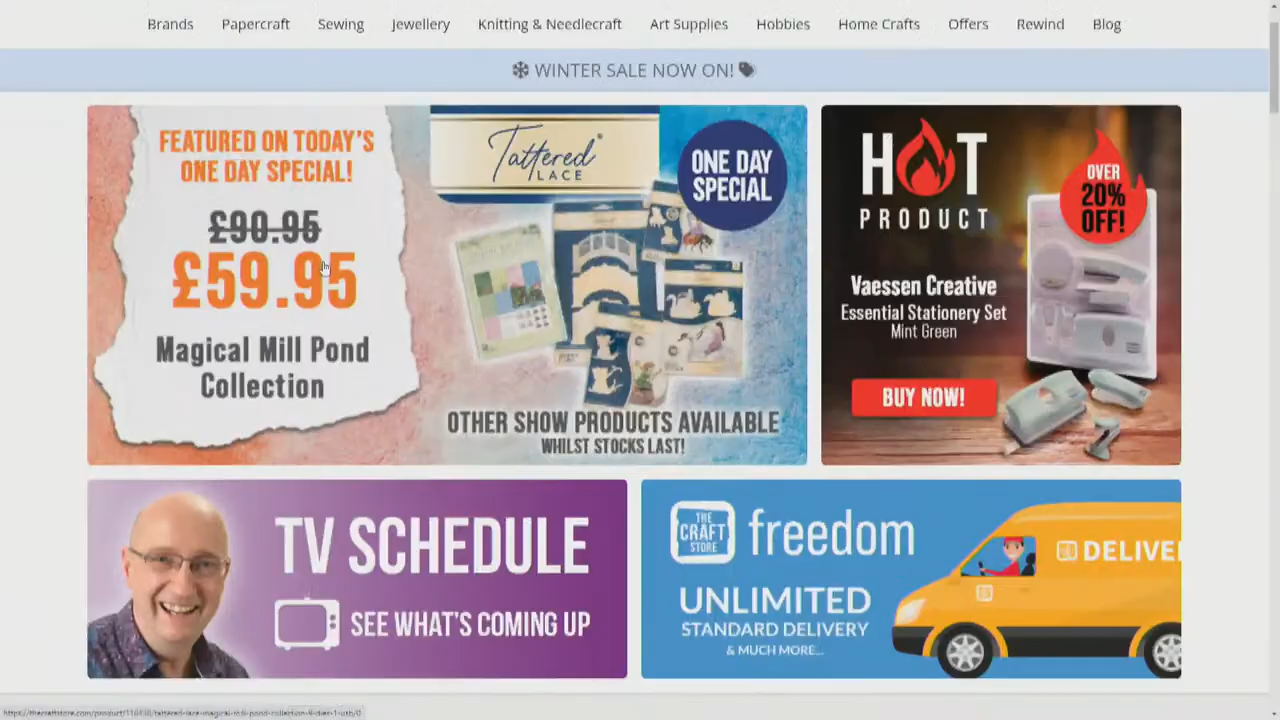 Brands Papercraft Sewing Jewellery Knitting & Needlecraft Art Supplies Hobbies Home Crafts Offers Rewind Blog
WINTER SALE NOW ON!
FEATURED ON TODAY'S
ONE DAY SPECIAL!
£90.95
£59.95
Magical Mill Pond
Collection
Tattered
LACE
ONE DAY
SPECIAL
OTHER SHOW PRODUCTS AVAILABLE
WHILST STOCKS LAST!
HOT
PRODUCT
OVER
20%
OFF!
Vaessen Creative
Essential Stationery Set
Mint Green
BUY NOW!
TV SCHEDULE
SEE WHAT'S COMING UP
THE
CRAFT
STORE
freedom
UNLIMITED
STANDARD DELIVERY
& MUCH MORE...
DELIVE